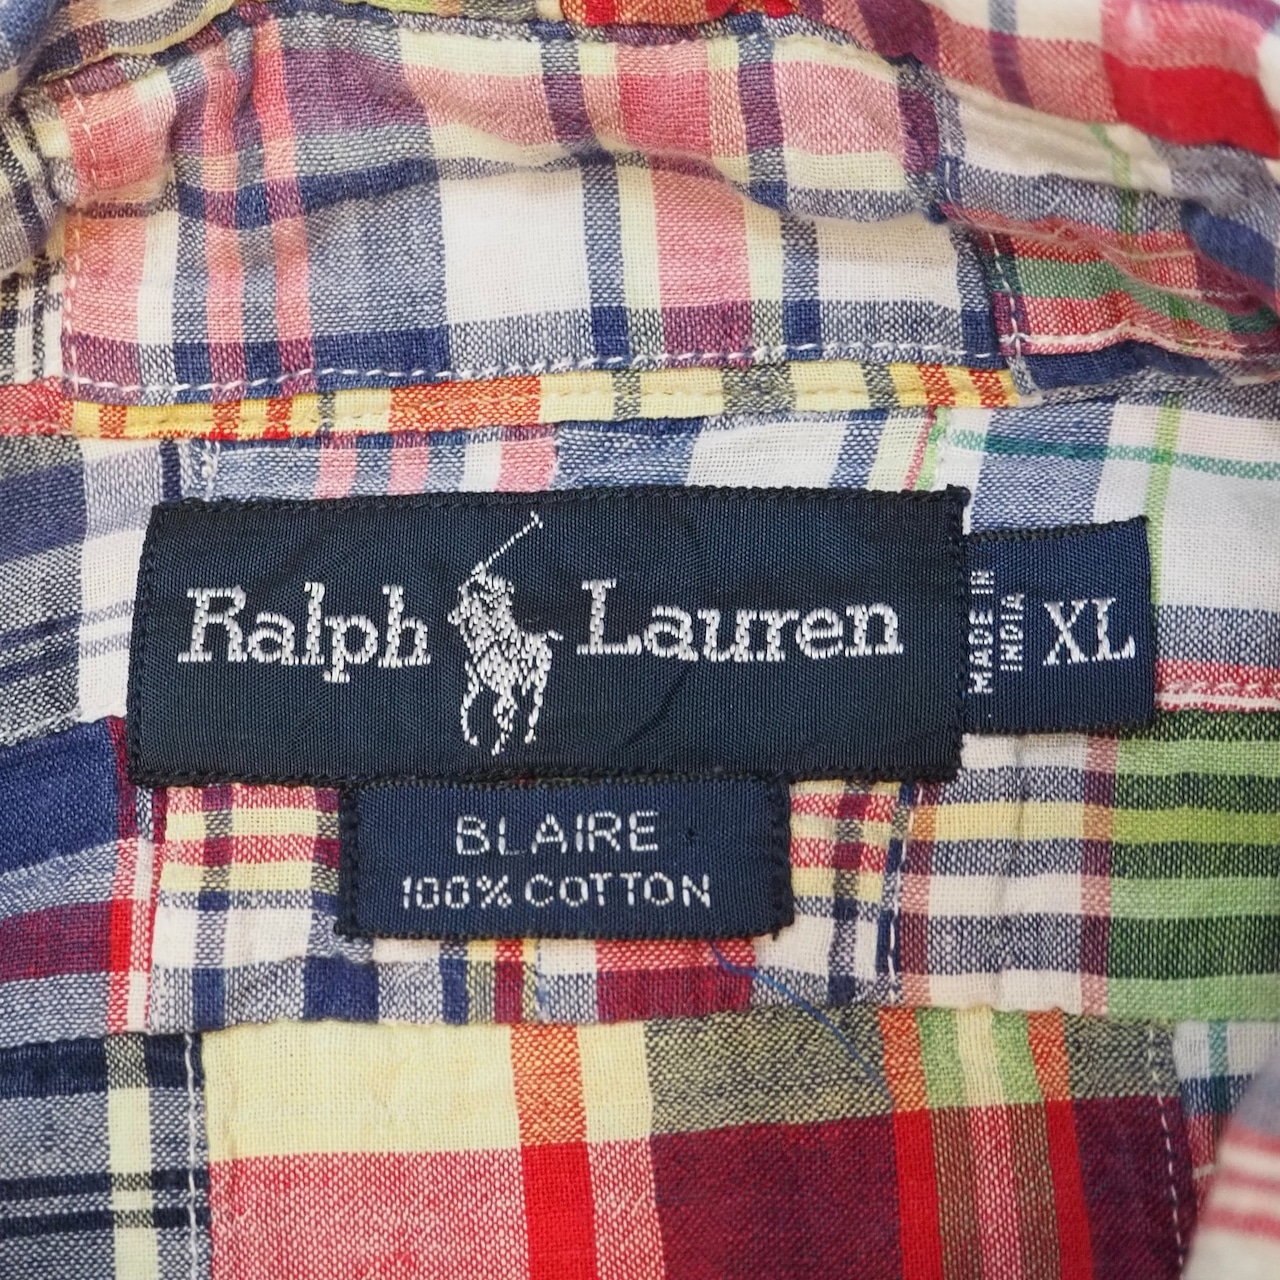 Ralph Lauren
MADE IN
INDIA
XL
BLAIRE
100% COTTON